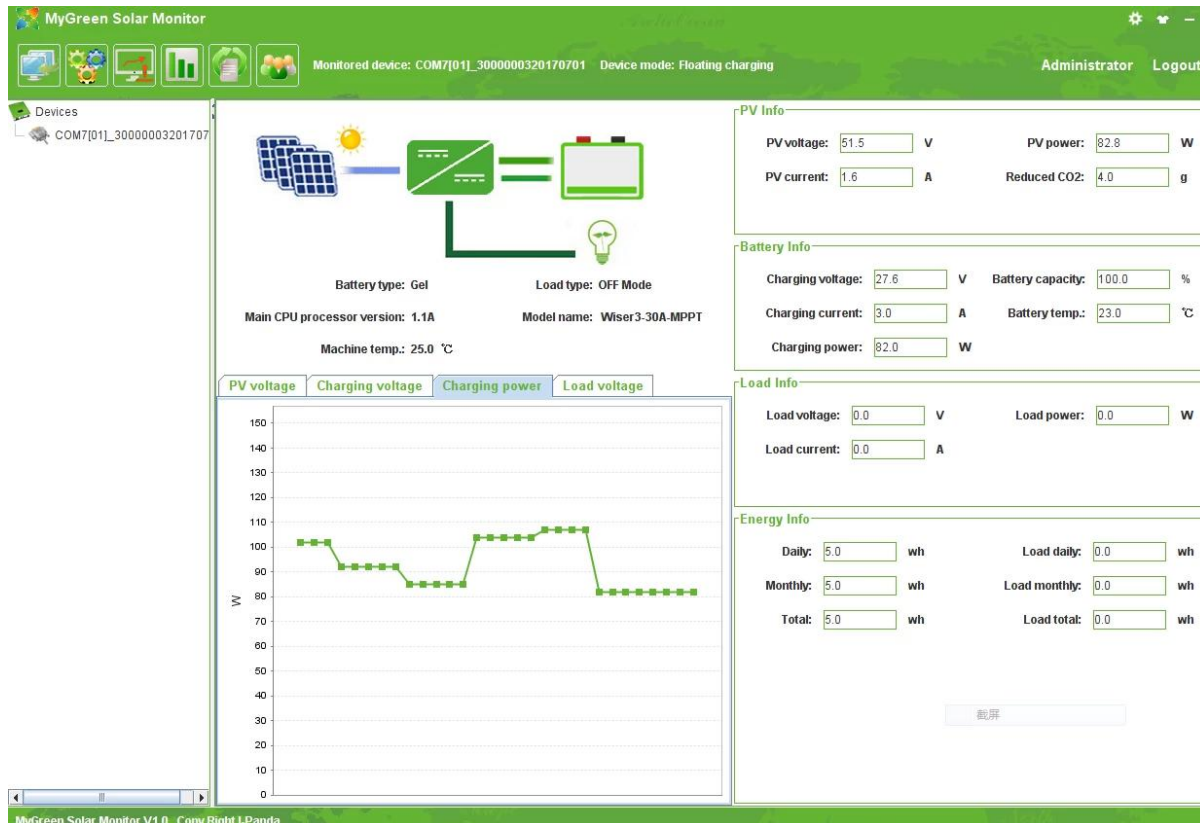 MyGreen Solar Monitor
Monitored device: COM7[01]_3000000320170701 Device mode: Floating charging
Administrator Logout
Devices
COM7[01]_30000003201707
Battery type: Gel Load type: OFF Mode
Main CPU processor version: 1.1A Model name: Wiser3-30A-MPPT
Machine temp.: 25.0 ℃
PV voltage Charging voltage Charging power Load voltage
150
140
130
120
110
100
90
W
80
70
60
50
40
30
20
10
0
PV Info
PV voltage: 51.5 V PV power: 82.8 W
PV current: 1.6 A Reduced CO2: 4.0 g
Battery Info
Charging voltage: 27.6 V Battery capacity: 100.0 %
Charging current: 3.0 A Battery temp.: 23.0 ℃
Charging power: 82.0 W
Load Info
Load voltage: 0.0 V Load power: 0.0 W
Load current: 0.0 A
Energy Info
Daily: 5.0 wh Load daily: 0.0 wh
Monthly: 5.0 wh Load monthly: 0.0 wh
Total: 5.0 wh Load total: 0.0 wh
截屏
MyGreen Solar Monitor V1.0 Copy Right I-Panda